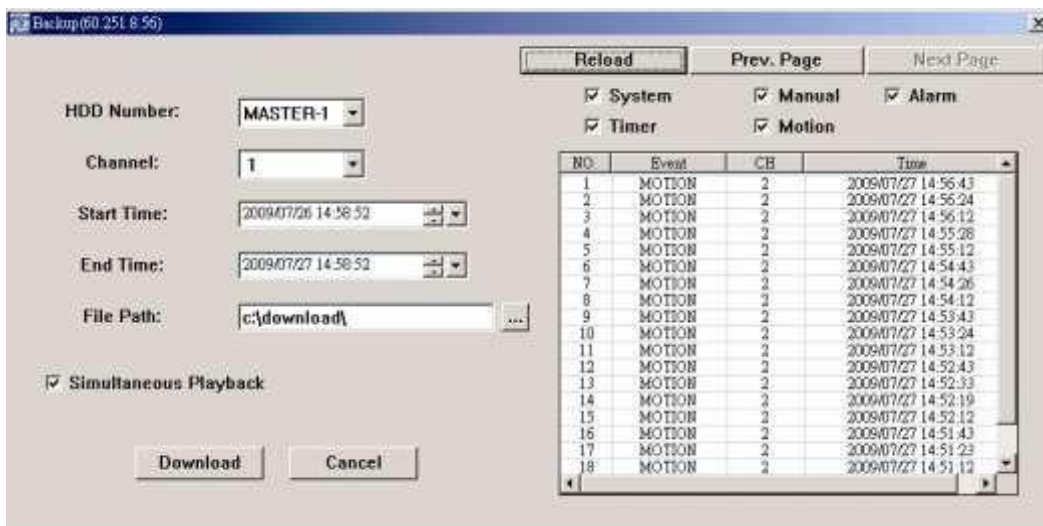 Backup(60.251.8.56)
Reload Prev. Page Next Page
System Manual Alarm
Timer Motion
HDD Number: MASTER-1
Channel: 1
Start Time: 2009/07/26 14:58:52
End Time: 2009/07/27 14:58:52
File Path: c:\download\ ...
Simultaneous Playback
Download Cancel
NO. Event CH Time
1 MOTION 2 2009/07/27 14:56:43
2 MOTION 2 2009/07/27 14:56:24
3 MOTION 2 2009/07/27 14:56:12
4 MOTION 2 2009/07/27 14:55:28
5 MOTION 2 2009/07/27 14:55:12
6 MOTION 2 2009/07/27 14:54:43
7 MOTION 2 2009/07/27 14:54:26
8 MOTION 2 2009/07/27 14:54:12
9 MOTION 2 2009/07/27 14:53:43
10 MOTION 2 2009/07/27 14:53:24
11 MOTION 2 2009/07/27 14:53:12
12 MOTION 2 2009/07/27 14:52:43
13 MOTION 2 2009/07/27 14:52:33
14 MOTION 2 2009/07/27 14:52:19
15 MOTION 2 2009/07/27 14:52:12
16 MOTION 2 2009/07/27 14:51:43
17 MOTION 2 2009/07/27 14:51:23
18 MOTION 2 2009/07/27 14:51:12